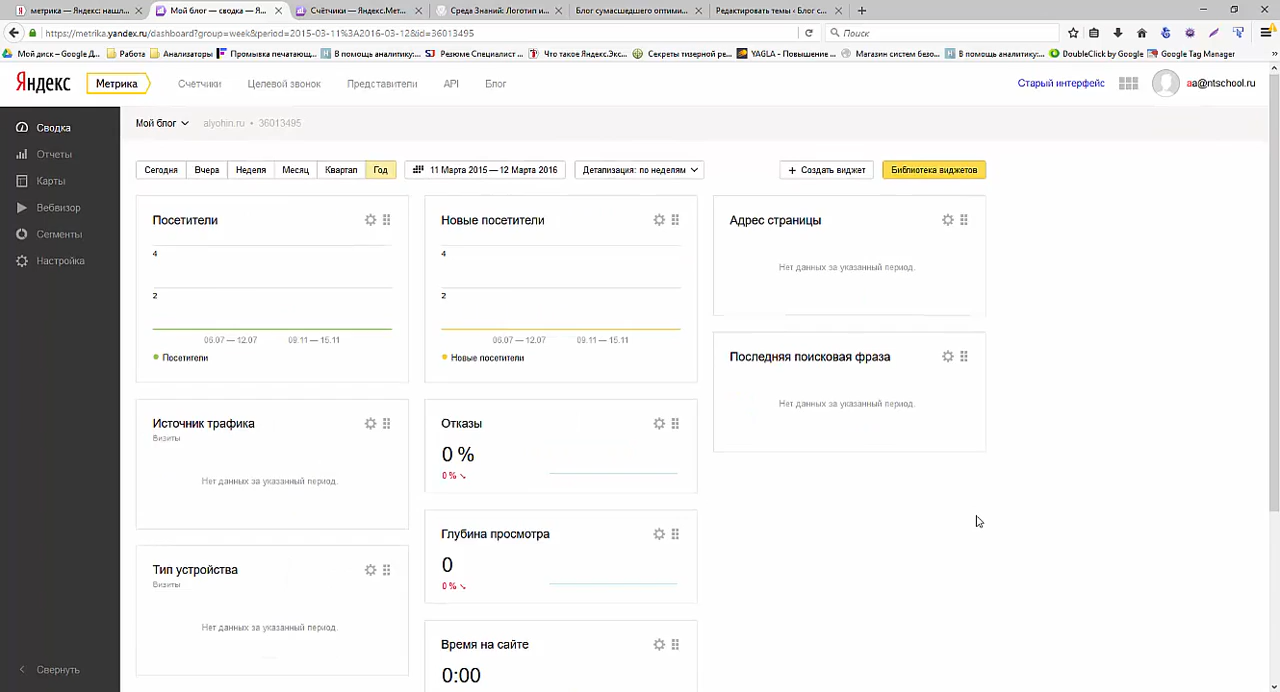 метрика — Яндекс: нашл...
Мой блог — сводка — Я...
Счётчики — Яндекс.Мет...
Среда Знаний: Логотип и...
Блог сумасшедшего оптими...
Редактировать темы ‹ Блог с...
https://metrika.yandex.ru/dashboard?group=week&period=2015-03-11%3A2016-03-12&id=36013495
Поиск
Мой диск – Google Д...
Работа
Анализаторы
Промывка печатающ...
В помощь аналитику:...
Резюме Специалист...
Что такое Яндекс.Экс...
Секреты тизерной ре...
YAGLA - Повышение ...
Магазин систем безо...
В помощь аналитику:...
DoubleClick by Google
Google Tag Manager
Яндекс
Метрика
Счетчики
Целевой звонок
Представители
API
Блог
Старый интерфейс
aa@ntschool.ru
Сводка
Отчеты
Карты
Вебвизор
Сегменты
Настройка
Свернуть
Мой блог
alyohin.ru • 36013495
Сегодня
Вчера
Неделя
Месяц
Квартал
Год
11 Марта 2015 — 12 Марта 2016
Детализация: по неделям
+ Создать виджет
Библиотека виджетов
Посетители
4
2
06.07 — 12.07
09.11 — 15.11
Посетители
Новые посетители
4
2
06.07 — 12.07
09.11 — 15.11
Новые посетители
Адрес страницы
Нет данных за указанный период.
Последняя поисковая фраза
Нет данных за указанный период.
Источник трафика
Визиты
Нет данных за указанный период.
Отказы
0 %
0 % ↘
Глубина просмотра
0
0 % ↘
Тип устройства
Визиты
Нет данных за указанный период.
Время на сайте
0:00